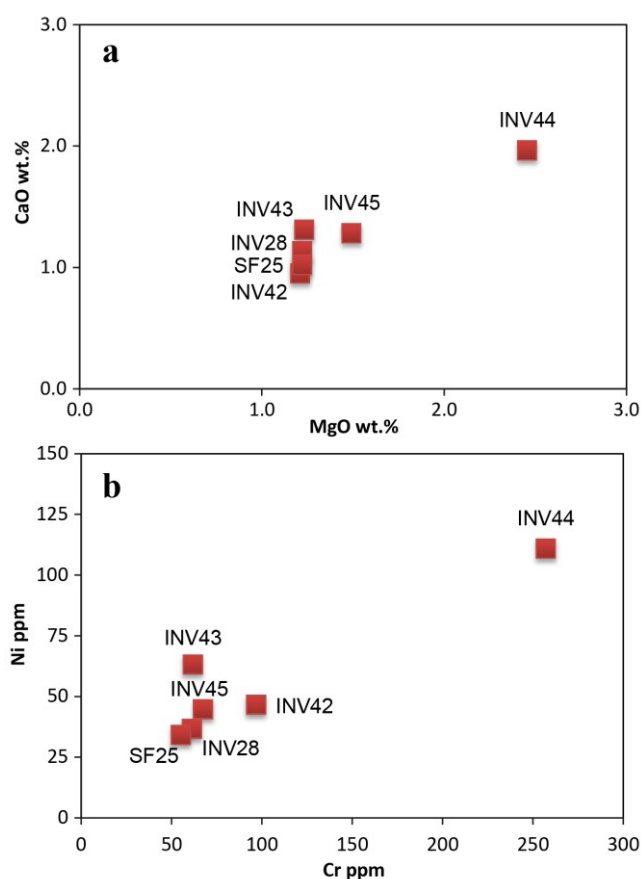 a
3.0
2.0
1.0
0.0
CaO wt.%
INV44
INV43
INV45
INV28
SF25
INV42
0.0 1.0 2.0 3.0
MgO wt.%
b
150
125
100
75
50
25
0
Ni ppm
INV44
INV43
INV45
INV42
INV28
SF25
0 50 100 150 200 250 300
Cr ppm